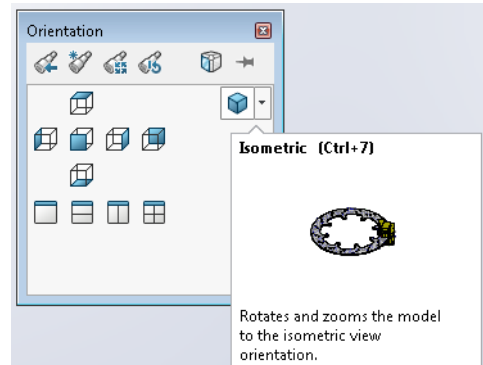 Orientation
Isometric (Ctrl+7)
Rotates and zooms the model
to the isometric view
orientation.